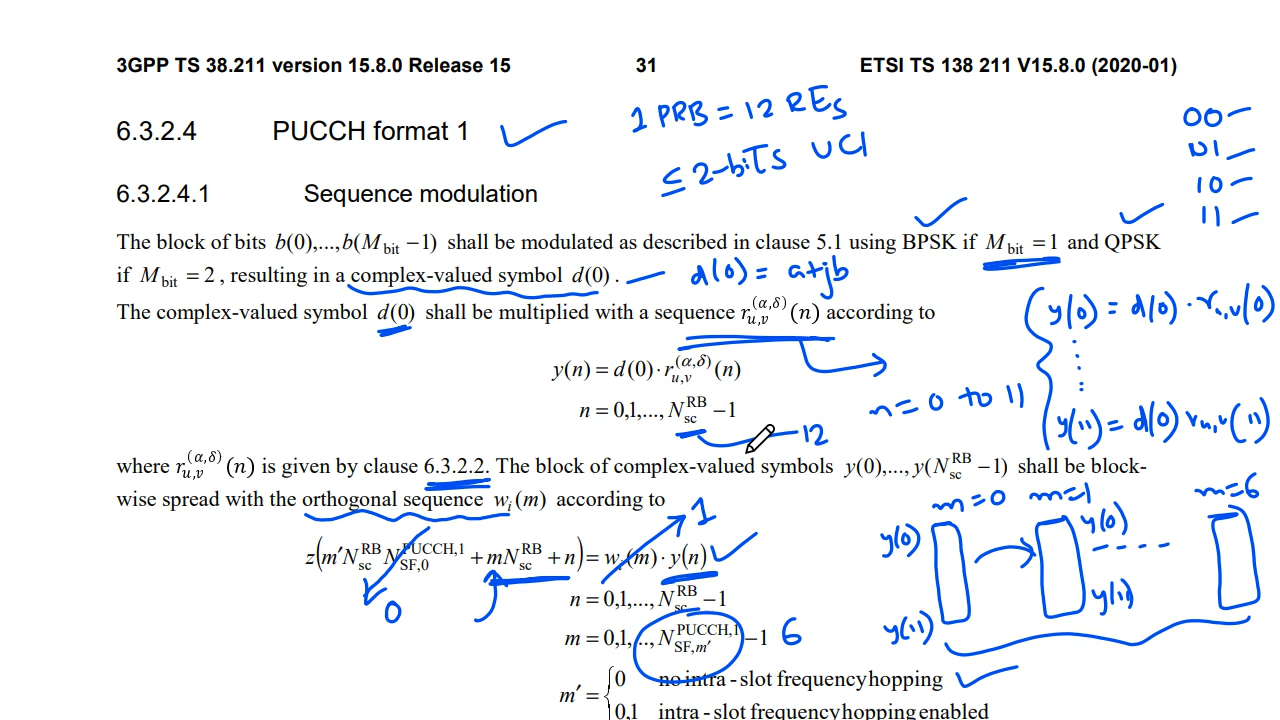 3GPP TS 38.211 version 15.8.0 Release 15 31 ETSI TS 138 211 V15.8.0 (2020-01)
1 PRB = 12 REs
6.3.2.4 PUCCH format 1
≤ 2-bits UCI
00
01
10
11
6.3.2.4.1 Sequence modulation
The block of bits b(0),...,b(M_bit −1) shall be modulated as described in clause 5.1 using BPSK if M_bit = 1 and QPSK
if M_bit = 2 , resulting in a complex-valued symbol d(0) .
d(0) = a+jb
The complex-valued symbol d(0) shall be multiplied with a sequence r_{u,v}^{(α,δ)}(n) according to
y(n) = d(0)·r_{u,v}^{(α,δ)}(n)
n = 0,1,..., N_sc^RB −1
12
n = 0 to 11
y(0) = d(0) · r_{u,v}(0)
y(11) = d(0) r_{u,v}(11)
where r_{u,v}^{(α,δ)}(n) is given by clause 6.3.2.2. The block of complex-valued symbols y(0),..., y(N_sc^RB −1) shall be block-
wise spread with the orthogonal sequence w_i(m) according to
z(m′N_sc^RB N_SF,0^PUCCH,1 + mN_sc^RB + n) = w_i(m)· y(n)
1
0
n = 0,1,..., N_sc^RB −1
m = 0,1,..., N_SF,m′^PUCCH,1 −1
6
m′ = {0 no intra-slot frequency hopping
0,1 intra-slot frequency hopping enabled
m=0 m=1 m=6
y(0) y(0)
y(11) y(11)